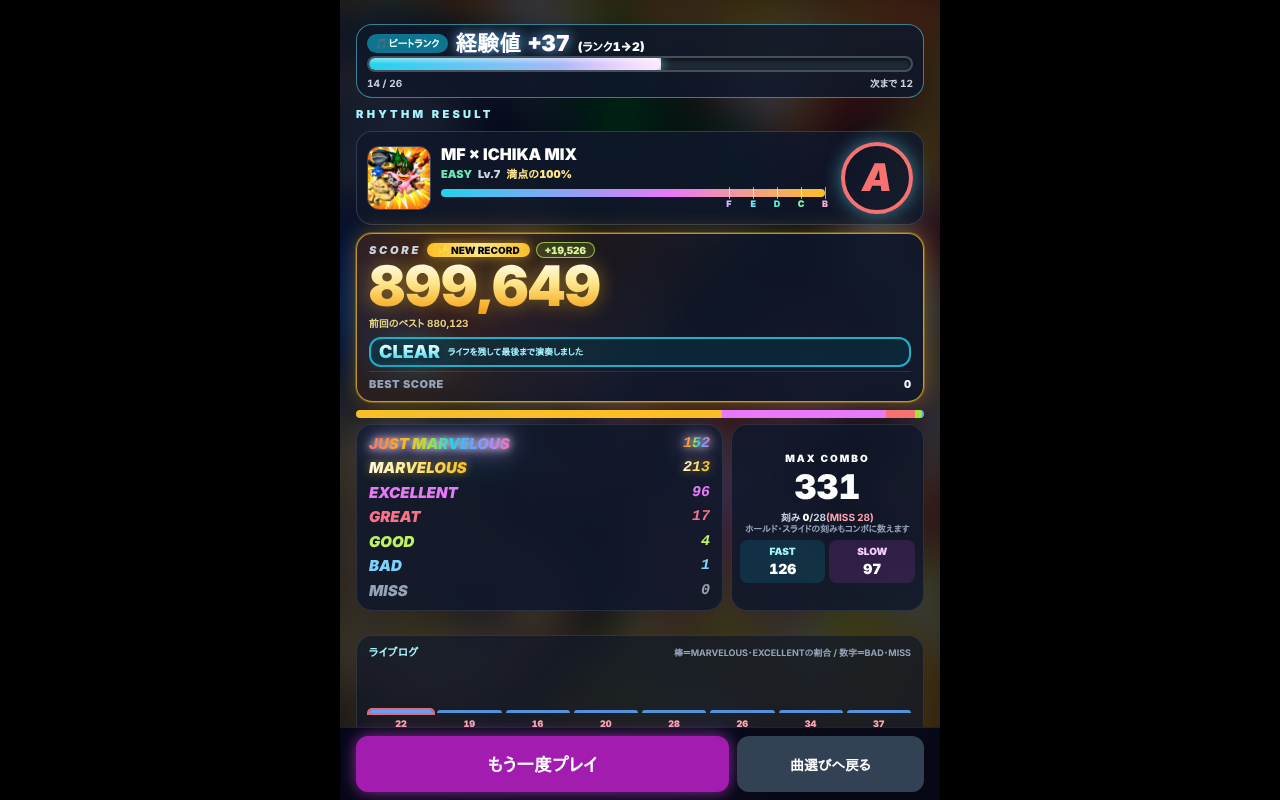 ビートランク 経験値 +37 (ランク1→2)
14 / 26 次まで 12
RHYTHM RESULT
MF × ICHIKA MIX
EASY Lv.7 満点の100%
F E D C B
A
SCORE NEW RECORD +19,526
899,649
前回のベスト 880,123
CLEAR ライフを残して最後まで演奏しました
BEST SCORE 0
JUST MARVELOUS 152
MARVELOUS 213
EXCELLENT 96
GREAT 17
GOOD 4
BAD 1
MISS 0
MAX COMBO
331
刻み 0/28(MISS 28)
ホールド・スライドの刻みもコンボに数えます
FAST SLOW
126 97
ライブログ 棒=MARVELOUS・EXCELLENTの割合 / 数字=BAD・MISS
22 19 16 20 28 26 34 37
もう一度プレイ 曲選びへ戻る